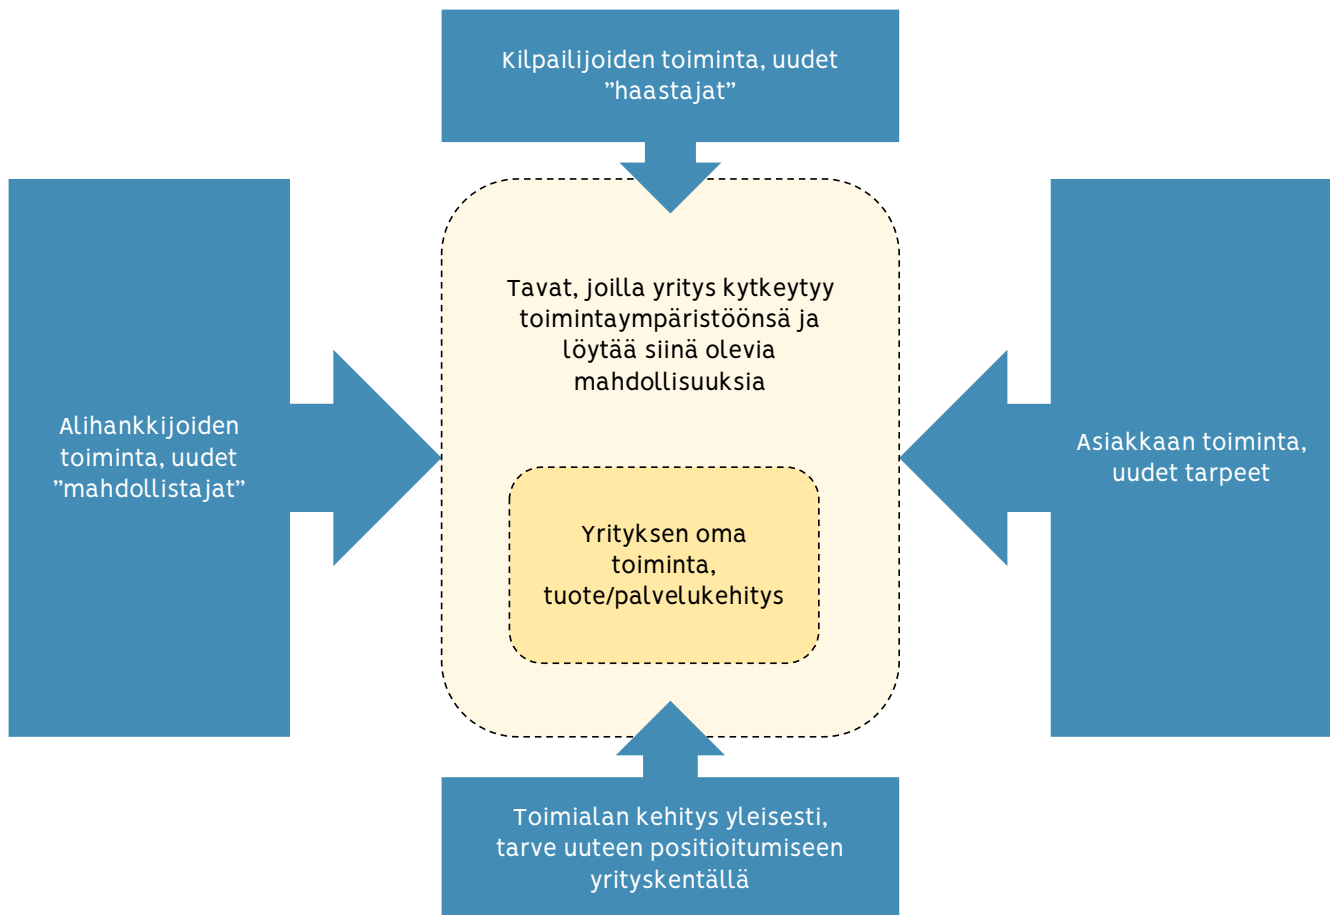 Kilpailijoiden toiminta, uudet
”haastajat”
Tavat, joilla yritys kytkeytyy
toimintaympäristöönsä ja
löytää siinä olevia
mahdollisuuksia
Alihankkijoiden
toiminta, uudet
”mahdollistajat”
Asiakkaan toiminta,
uudet tarpeet
Yrityksen oma
toiminta,
tuote/palvelukehitys
Toimialan kehitys yleisesti,
tarve uuteen positioitumiseen
yrityskentällä